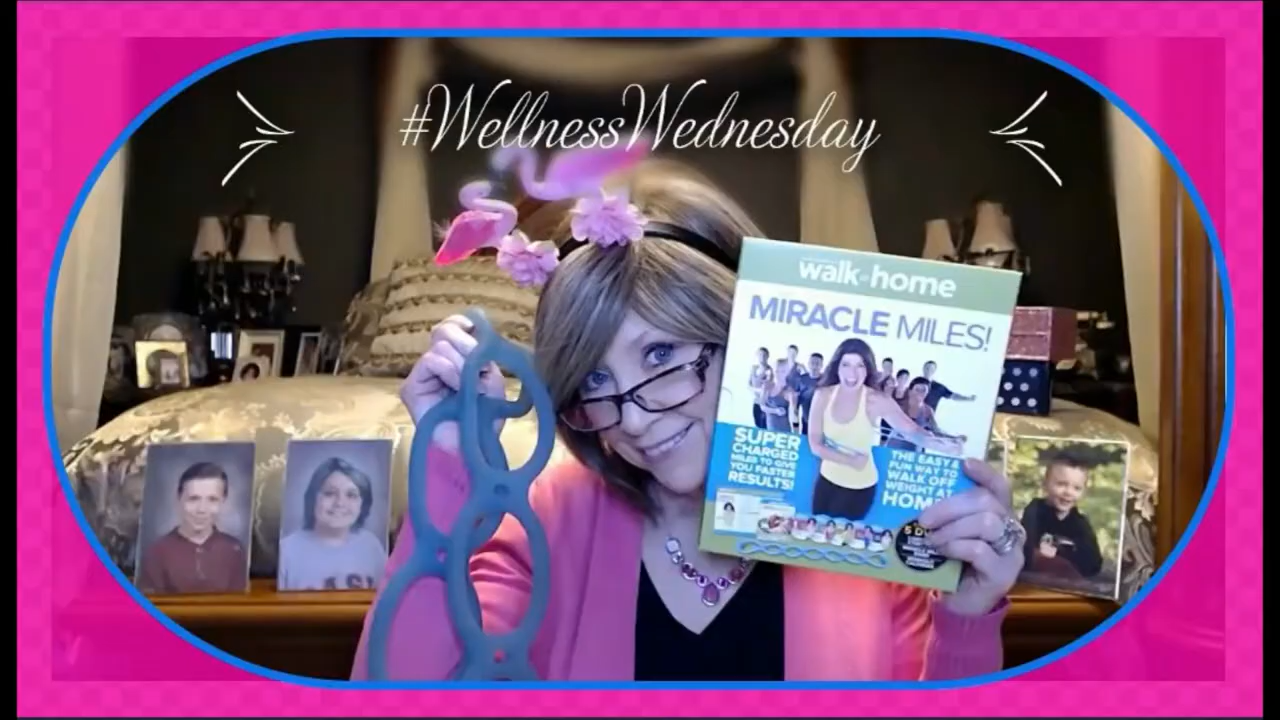 #WellnessWednesday
walk at home
MIRACLE MILES!
SUPER
CHARGED
MILES TO GIVE
YOU FASTER
RESULTS!
THE EASY &
FUN WAY TO
WALK OFF
WEIGHT AT
HOME